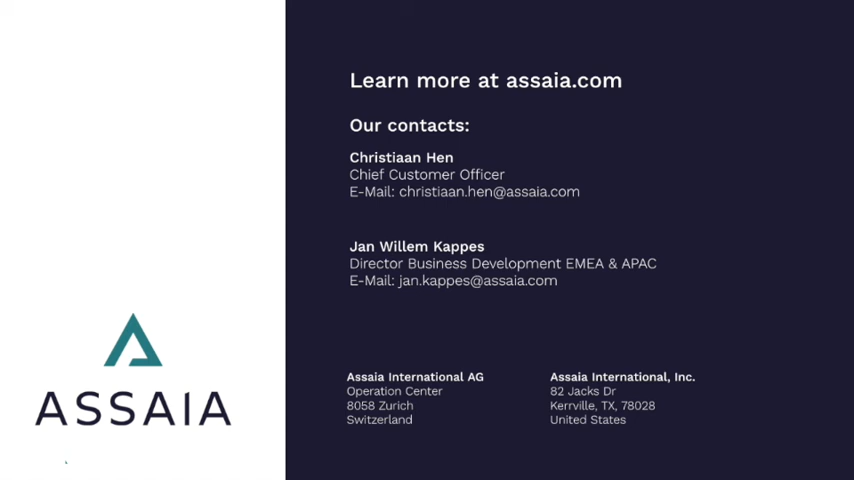 Learn more at assaia.com
Our contacts:
Christiaan Hen
Chief Customer Officer
E-Mail: christiaan.hen@assaia.com
Jan Willem Kappes
Director Business Development EMEA & APAC
E-Mail: jan.kappes@assaia.com
Assaia International AG
Operation Center
8058 Zurich
Switzerland
Assaia International, Inc.
82 Jacks Dr
Kerrville, TX, 78028
United States
ASSAIA